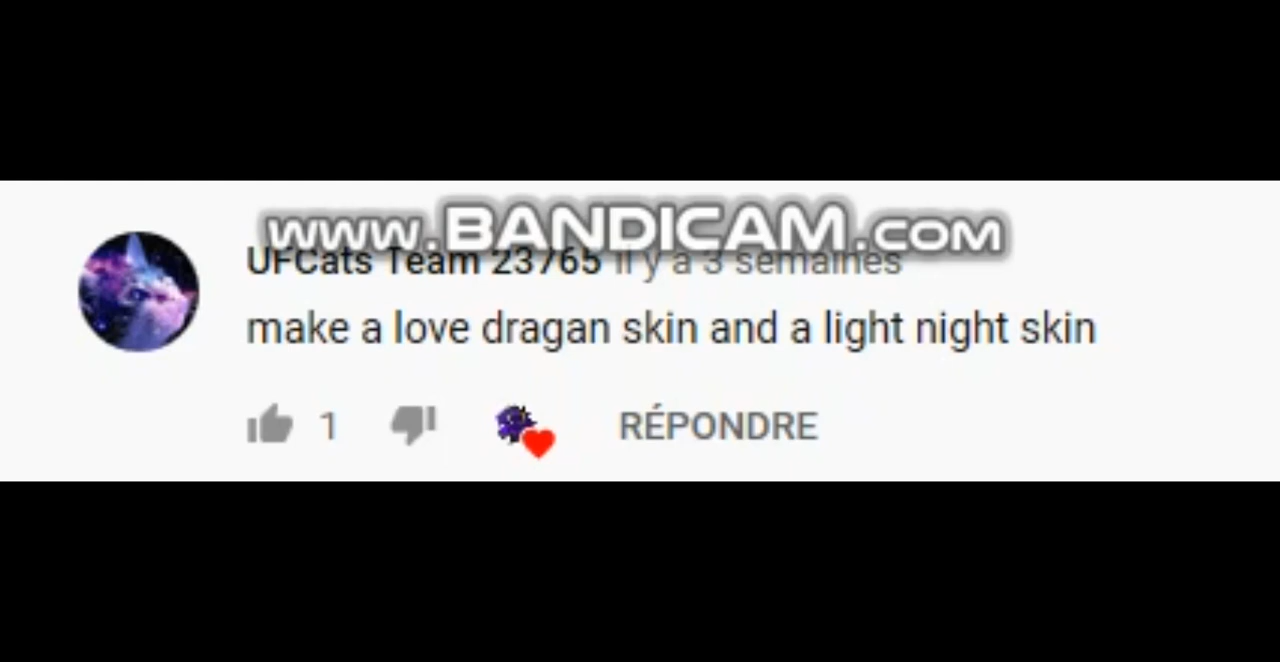 www.BANDICAM.com
UFCats Team 23765 il y a 3 semaines
make a love dragan skin and a light night skin
1 RÉPONDRE